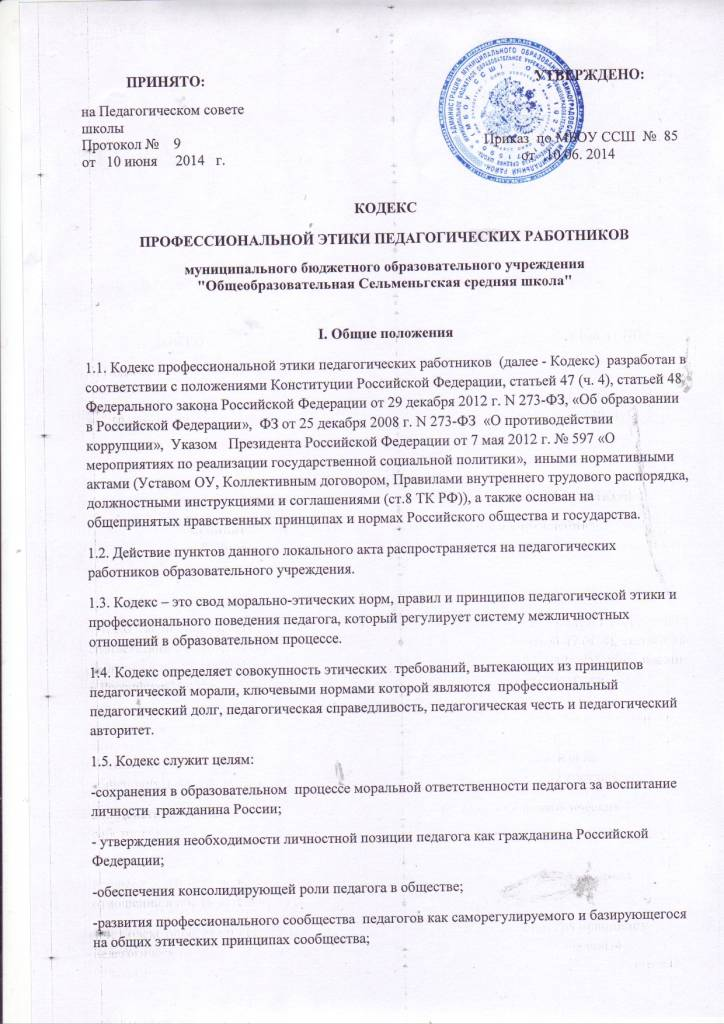 ПРИНЯТО:
на Педагогическом совете
школы
Протокол № 9
от 10 июня 2014 г.
УТВЕРЖДЕНО:
Приказ по МБОУ ССШ № 85
от 10.06. 2014
КОДЕКС
ПРОФЕССИОНАЛЬНОЙ ЭТИКИ ПЕДАГОГИЧЕСКИХ РАБОТНИКОВ
муниципального бюджетного образовательного учреждения
"Общеобразовательная Сельменьгская средняя школа"
I. Общие положения
1.1. Кодекс профессиональной этики педагогических работников (далее - Кодекс) разработан в
соответствии с положениями Конституции Российской Федерации, статьей 47 (ч. 4), статьей 48
Федерального закона Российской Федерации от 29 декабря 2012 г. N 273-ФЗ, «Об образовании
в Российской Федерации», ФЗ от 25 декабря 2008 г. N 273-ФЗ «О противодействии
коррупции», Указом Президента Российской Федерации от 7 мая 2012 г. № 597 «О
мероприятиях по реализации государственной социальной политики», иными нормативными
актами (Уставом ОУ, Коллективным договором, Правилами внутреннего трудового распорядка,
должностными инструкциями и соглашениями (ст.8 ТК РФ)), а также основан на
общепринятых нравственных принципах и нормах Российского общества и государства.
1.2. Действие пунктов данного локального акта распространяется на педагогических
работников образовательного учреждения.
1.3. Кодекс – это свод морально-этических норм, правил и принципов педагогической этики и
профессионального поведения педагога, который регулирует систему межличностных
отношений в образовательном процессе.
1.4. Кодекс определяет совокупность этических требований, вытекающих из принципов
педагогической морали, ключевыми нормами которой являются профессиональный
педагогический долг, педагогическая справедливость, педагогическая честь и педагогический
авторитет.
1.5. Кодекс служит целям:
-сохранения в образовательном процессе моральной ответственности педагога за воспитание
личности гражданина России;
- утверждения необходимости личностной позиции педагога как гражданина Российской
Федерации;
-обеспечения консолидирующей роли педагога в обществе;
-развития профессионального сообщества педагогов как саморегулируемого и базирующегося
на общих этических принципах сообщества;